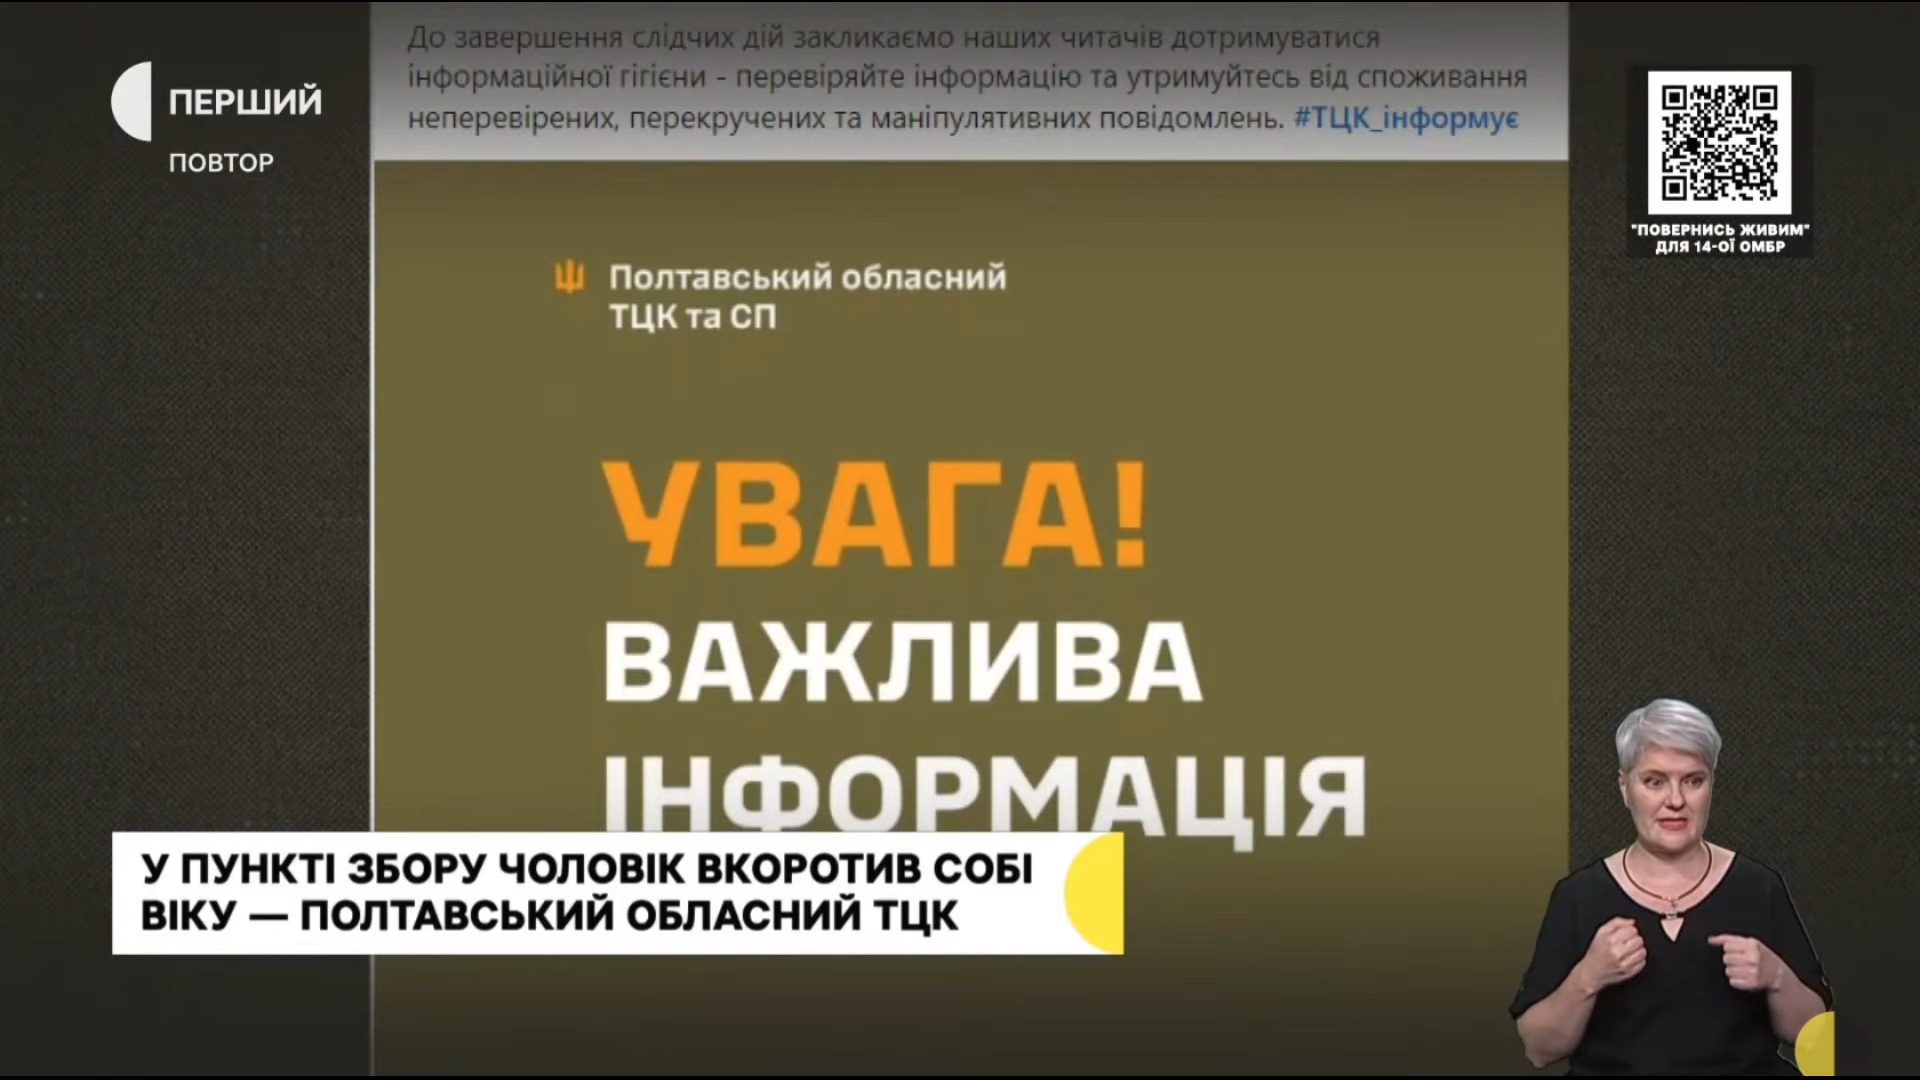 До завершення слідчих дій закликаємо наших читачів дотримуватися
інформаційної гігієни - перевіряйте інформацію та утримуйтесь від споживання
неперевірених, перекручених та маніпулятивних повідомлень. #ТЦК_інформує
ПЕРШИЙ
ПОВТОР
"ПОВЕРНИСЬ ЖИВИМ"
ДЛЯ 14-ОЇ ОМБР
Полтавський обласний
ТЦК та СП
УВАГА!
ВАЖЛИВА
ІНФОРМАЦІЯ
У ПУНКТІ ЗБОРУ ЧОЛОВІК ВКОРОТИВ СОБІ
ВІКУ — ПОЛТАВСЬКИЙ ОБЛАСНИЙ ТЦК